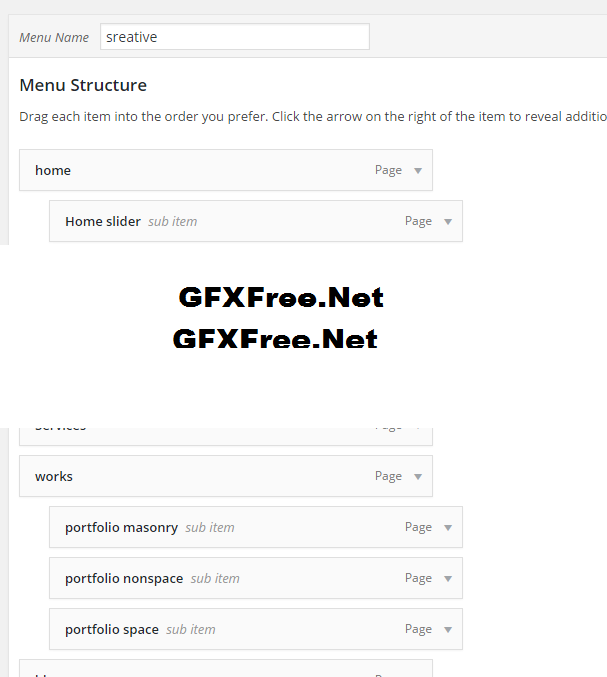 Menu Name sreative
Menu Structure
Drag each item into the order you prefer. Click the arrow on the right of the item to reveal additio
home Page
Home slider sub item Page
GFXFree.Net
GFXFree.Net
services Page
works Page
portfolio masonry sub item Page
portfolio nonspace sub item Page
portfolio space sub item Page